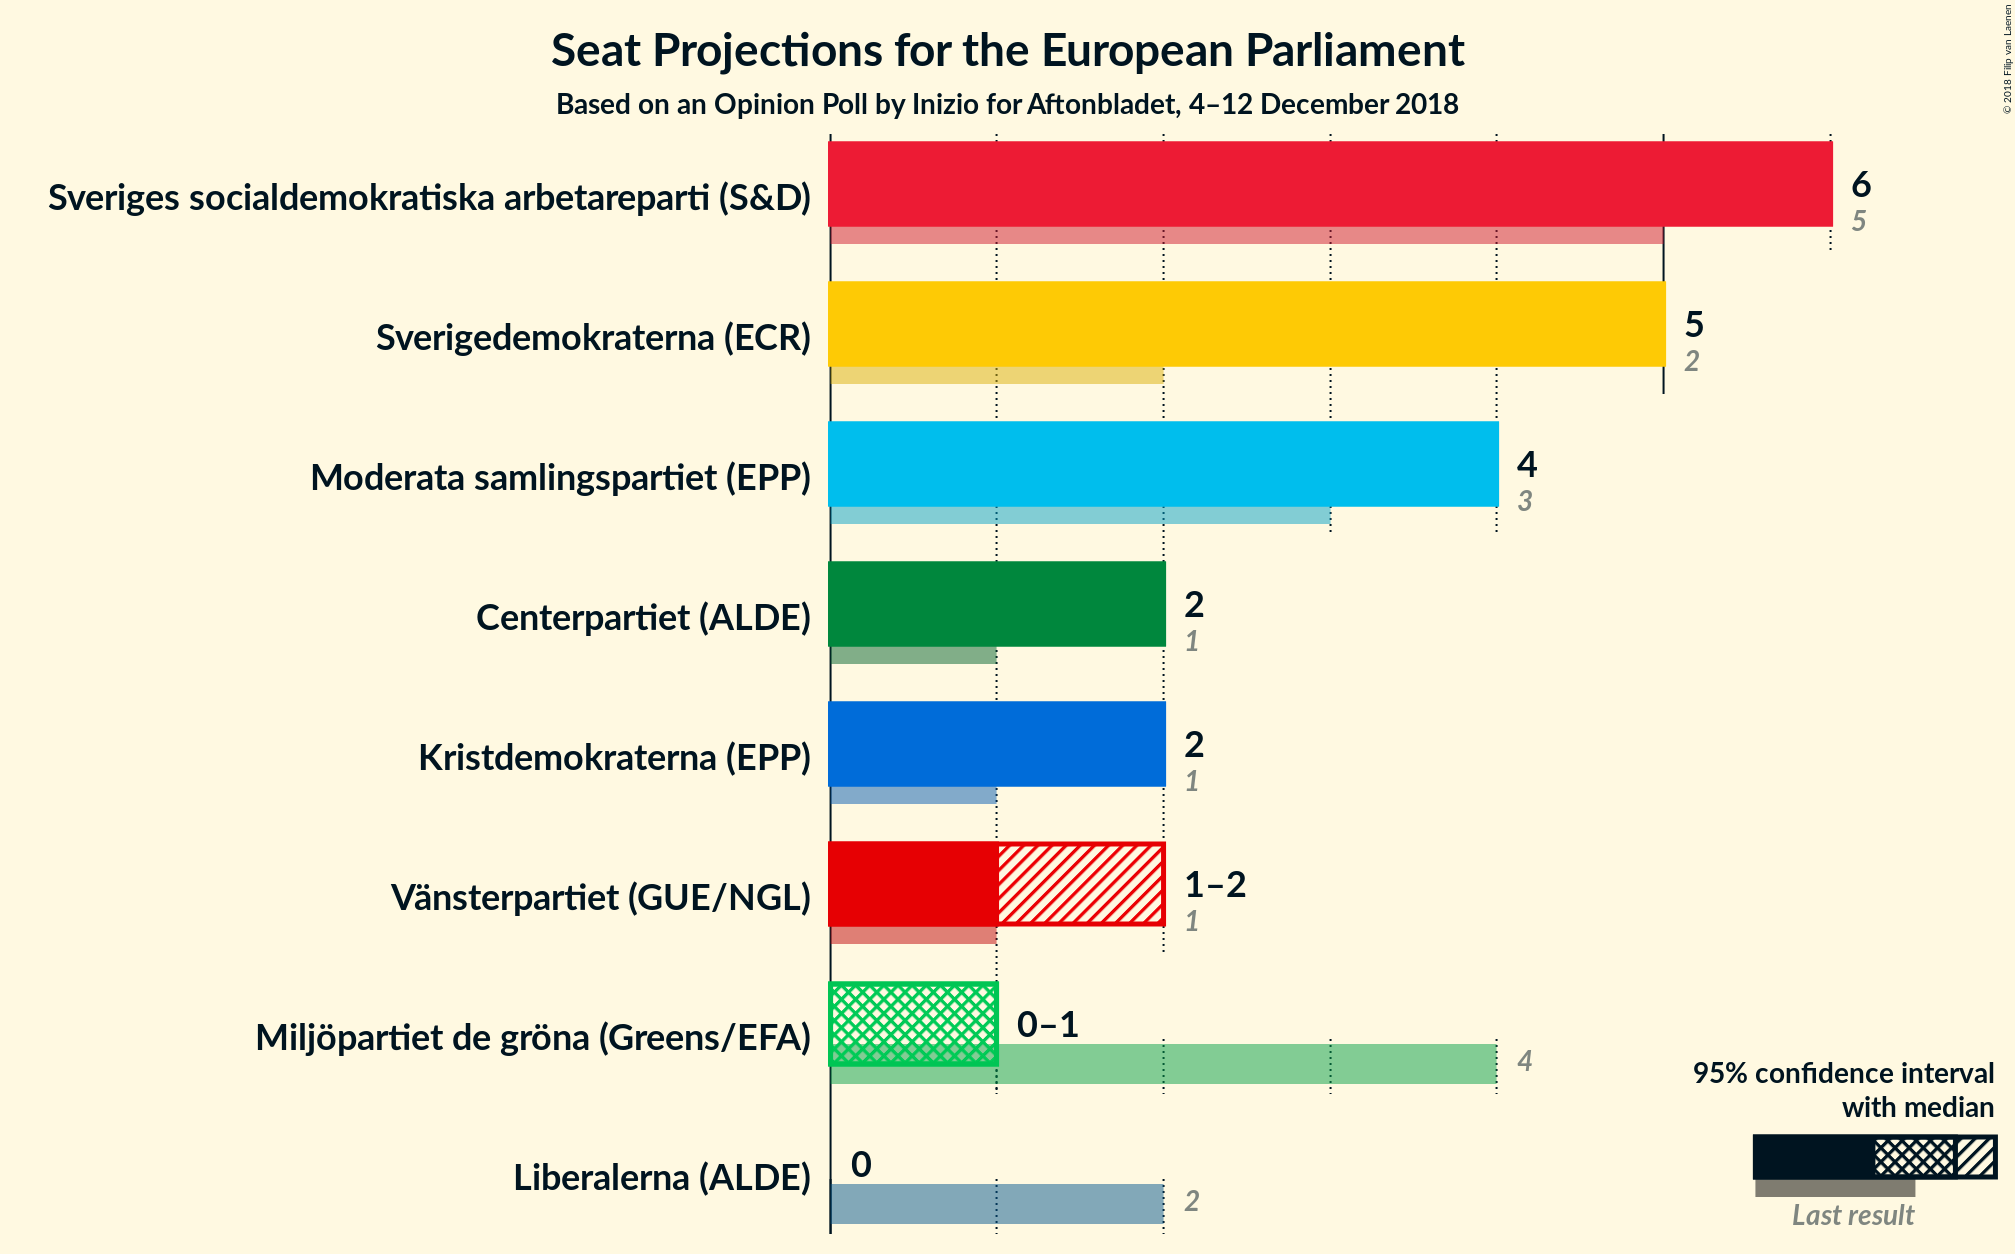 Seat Projections for the European Parliament
Based on an Opinion Poll by Inizio for Aftonbladet, 4–12 December 2018
© 2018 Filip van Laenen
Sveriges socialdemokratiska arbetareparti (S&D)
6
5
Sverigedemokraterna (ECR)
5
2
Moderata samlingspartiet (EPP)
4
3
Centerpartiet (ALDE)
2
1
Kristdemokraterna (EPP)
2
1
Vänsterpartiet (GUE/NGL)
1–2
1
Miljöpartiet de gröna (Greens/EFA)
0–1
4
Liberalerna (ALDE)
0
2
95% confidence interval
with median
Last result